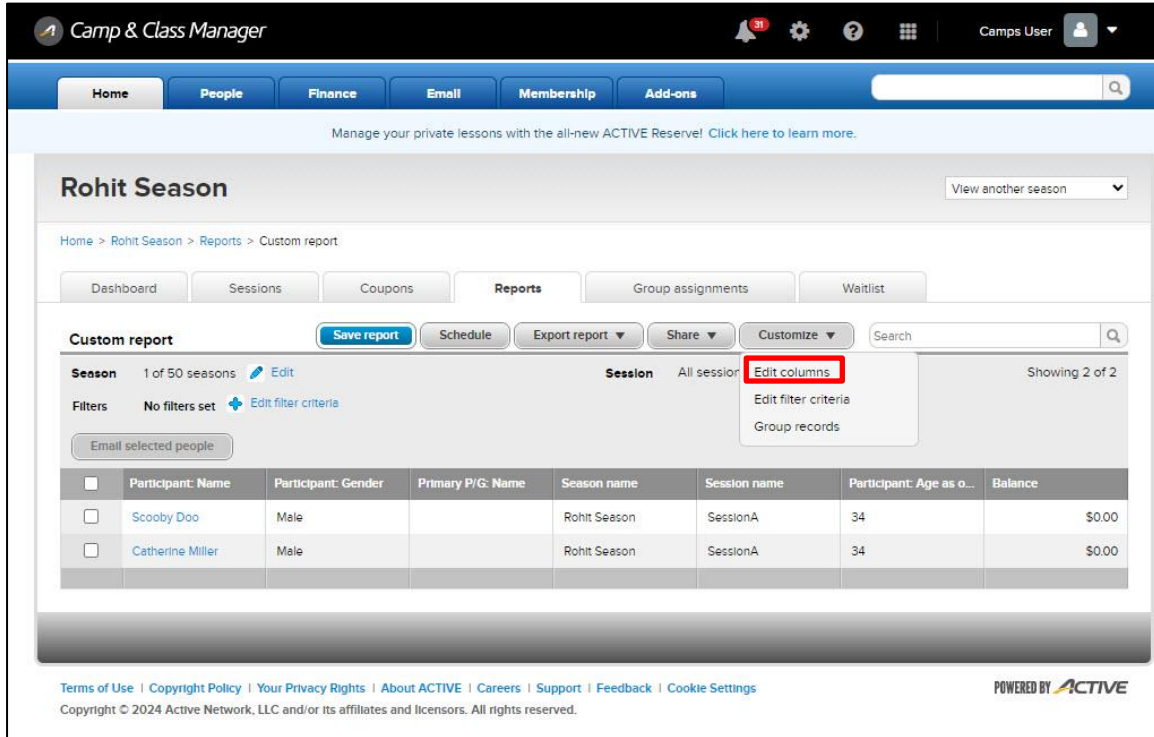 Camp & Class Manager
31
Camps User
Home People Finance Email Membership Add-ons
Manage your private lessons with the all-new ACTIVE Reserve! Click here to learn more.
Rohit Season
View another season
Home > Rohit Season > Reports > Custom report
Dashboard Sessions Coupons Reports Group assignments Waitlist
Custom report Save report Schedule Export report Share Customize Search
Season 1 of 50 seasons Edit Session All session Edit columns Showing 2 of 2
Filters No filters set Edit filter criteria Edit filter criteria
Group records
Email selected people
Participant: Name Participant: Gender Primary P/G: Name Season name Session name Participant: Age as o... Balance
Scooby Doo Male Rohit Season SessionA 34 $0.00
Catherine Miller Male Rohit Season SessionA 34 $0.00
Terms of Use | Copyright Policy | Your Privacy Rights | About ACTIVE | Careers | Support | Feedback | Cookie Settings
POWERED BY ACTIVE
Copyright © 2024 Active Network, LLC and/or its affiliates and licensors. All rights reserved.